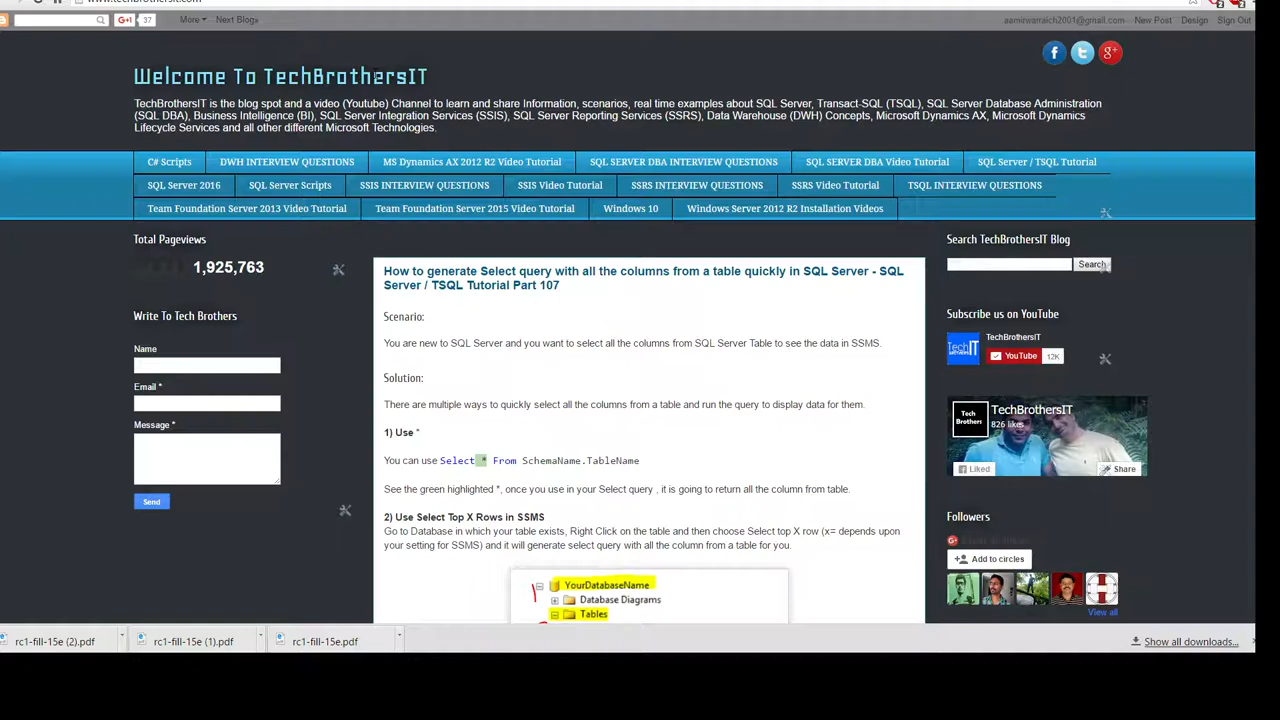 www.techbrothersit.com
37
More
Next Blog»
aamirwarraich2001@gmail.com
New Post
Design
Sign Out
Welcome To TechBrothersIT
TechBrothersIT is the blog spot and a video (Youtube) Channel to learn and share Information, scenarios, real time examples about SQL Server, Transact-SQL (TSQL), SQL Server Database Administration
(SQL DBA), Business Intelligence (BI), SQL Server Integration Services (SSIS), SQL Server Reporting Services (SSRS), Data Warehouse (DWH) Concepts, Microsoft Dynamics AX, Microsoft Dynamics
Lifecycle Services and all other different Microsoft Technologies.
C# Scripts
DWH INTERVIEW QUESTIONS
MS Dynamics AX 2012 R2 Video Tutorial
SQL SERVER DBA INTERVIEW QUESTIONS
SQL SERVER DBA Video Tutorial
SQL Server / TSQL Tutorial
SQL Server 2016
SQL Server Scripts
SSIS INTERVIEW QUESTIONS
SSIS Video Tutorial
SSRS INTERVIEW QUESTIONS
SSRS Video Tutorial
TSQL INTERVIEW QUESTIONS
Team Foundation Server 2013 Video Tutorial
Team Foundation Server 2015 Video Tutorial
Windows 10
Windows Server 2012 R2 Installation Videos
Total Pageviews
1,925,763
Write To Tech Brothers
Name
Email *
Message *
Send
How to generate Select query with all the columns from a table quickly in SQL Server - SQL
Server / TSQL Tutorial Part 107
Scenario:
You are new to SQL Server and you want to select all the columns from SQL Server Table to see the data in SSMS.
Solution:
There are multiple ways to quickly select all the columns from a table and run the query to display data for them.
1) Use *
You can use Select * From SchemaName.TableName
See the green highlighted *, once you use in your Select query , it is going to return all the column from table.
2) Use Select Top X Rows in SSMS
Go to Database in which your table exists, Right Click on the table and then choose Select top X row (x= depends upon
your setting for SSMS) and it will generate select query with all the column from a table for you.
YourDatabaseName
Database Diagrams
Tables
Search TechBrothersIT Blog
Search
Subscribe us on YouTube
TechBrothersIT
YouTube 12K
Tech Brothers
TechBrothersIT
826 likes
Liked
Share
Followers
Add to circles
View all
rc1-fill-15e (2).pdf
rc1-fill-15e (1).pdf
rc1-fill-15e.pdf
Show all downloads...